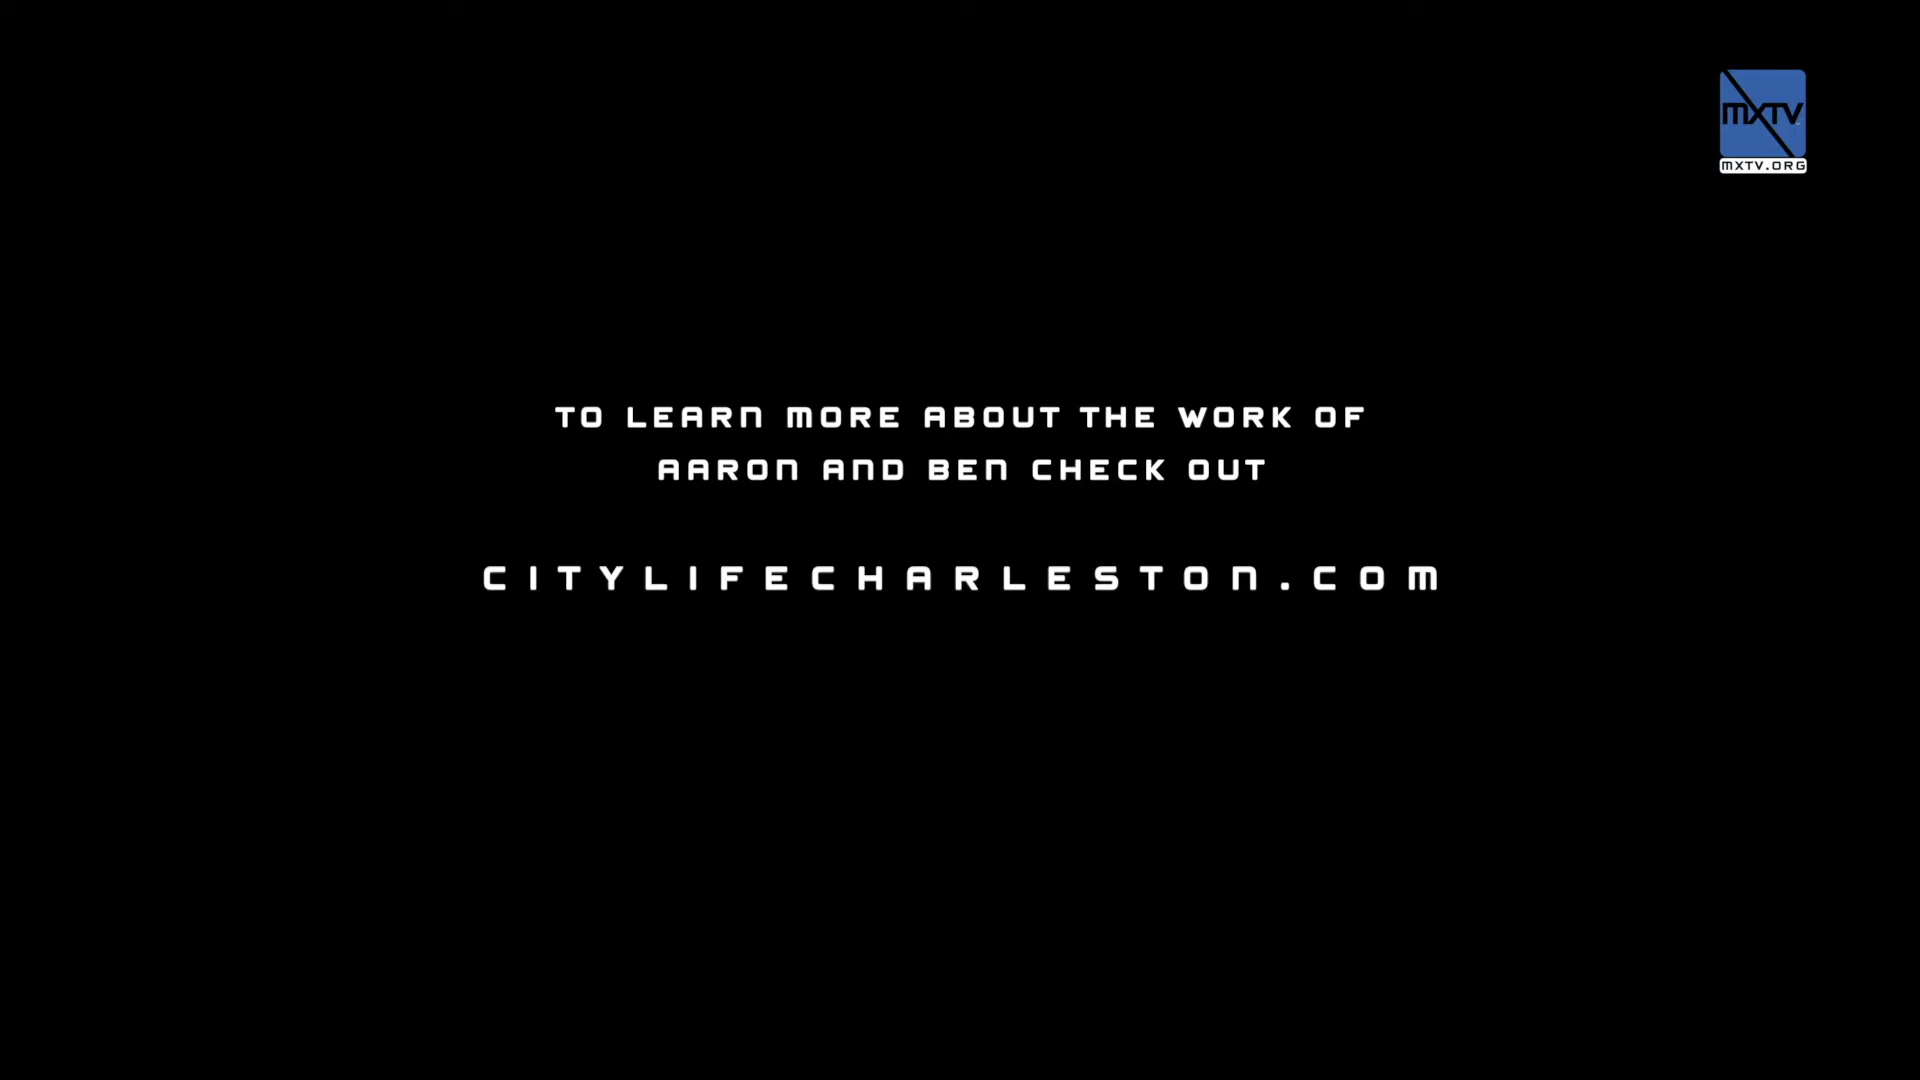 MXTV
MXTV.ORG
TO LEARN MORE ABOUT THE WORK OF
AARON AND BEN CHECK OUT
CITYLIFECHARLESTON.COM